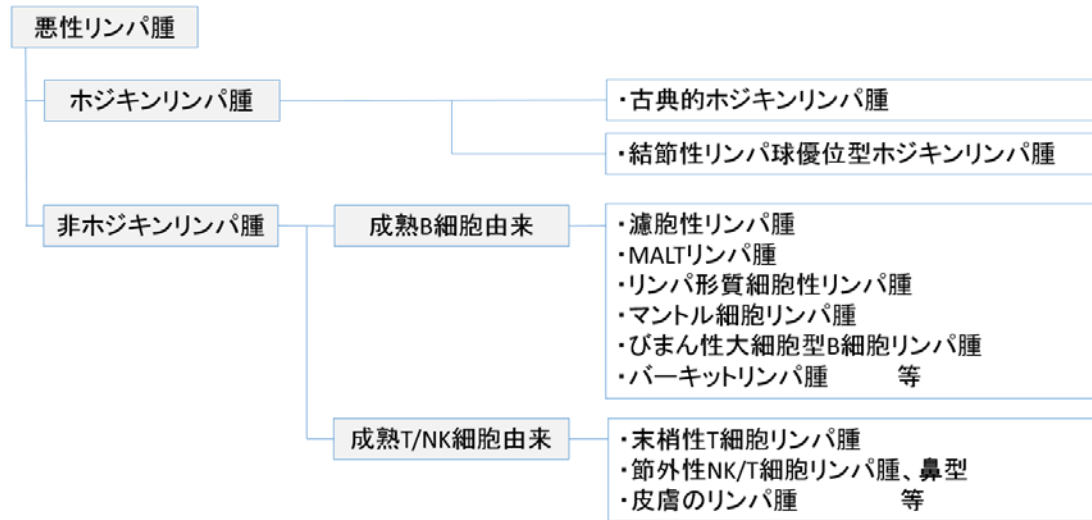 悪性リンパ腫
ホジキンリンパ腫
・古典的ホジキンリンパ腫
・結節性リンパ球優位型ホジキンリンパ腫
非ホジキンリンパ腫
成熟B細胞由来
・濾胞性リンパ腫
・MALTリンパ腫
・リンパ形質細胞性リンパ腫
・マントル細胞リンパ腫
・びまん性大細胞型B細胞リンパ腫
・バーキットリンパ腫　　　等
成熟T/NK細胞由来
・末梢性T細胞リンパ腫
・節外性NK/T細胞リンパ腫、鼻型
・皮膚のリンパ腫　　　　等